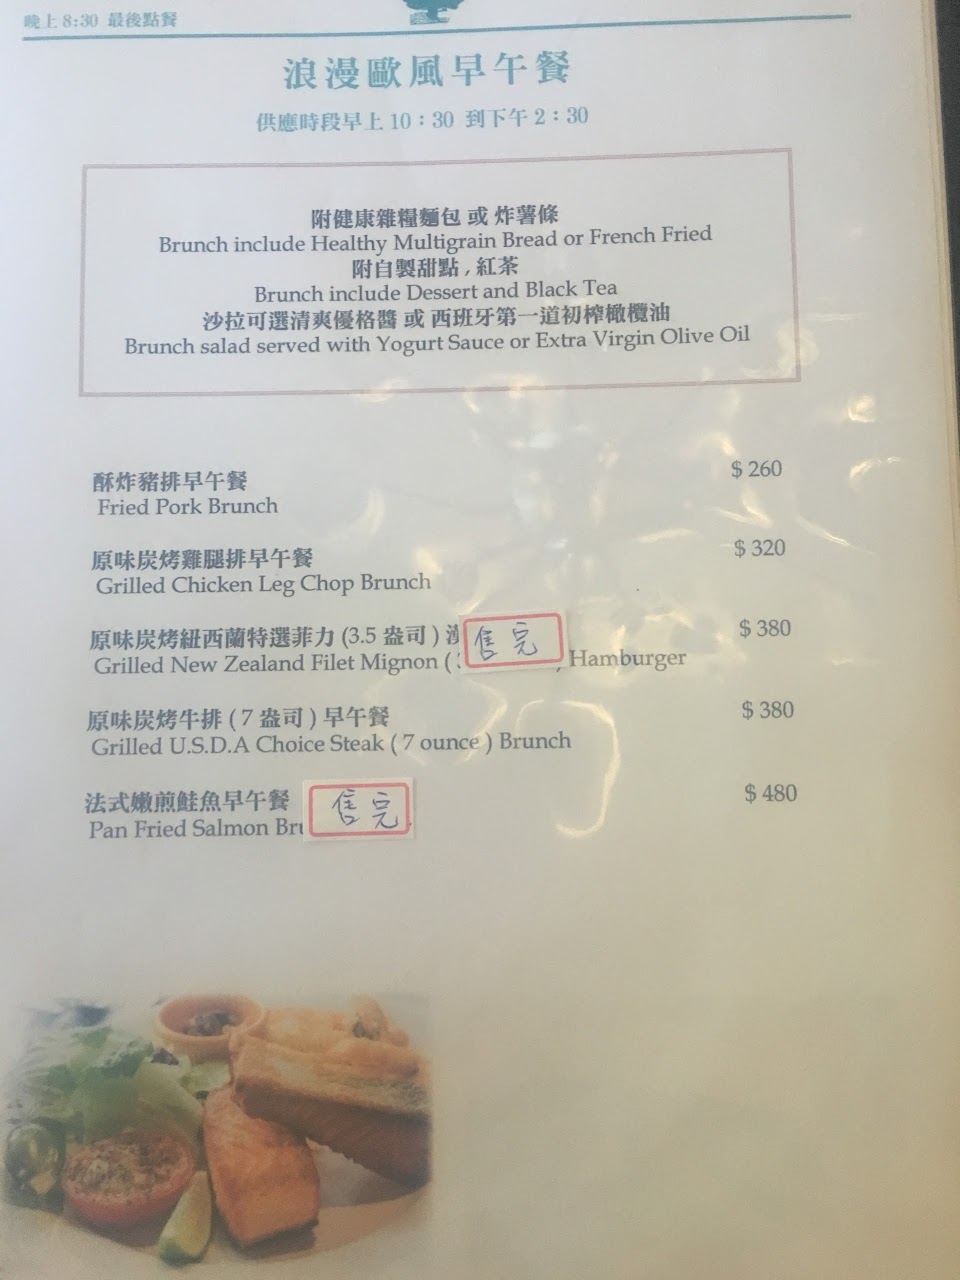 晚上 8:30 最後點餐
浪漫歐風早午餐
供應時段早上 10：30 到下午 2：30
附健康雜糧麵包 或 炸薯條
Brunch include Healthy Multigrain Bread or French Fried
附自製甜點 , 紅茶
Brunch include Dessert and Black Tea
沙拉可選清爽優格醬 或 西班牙第一道初榨橄欖油
Brunch salad served with Yogurt Sauce or Extra Virgin Olive Oil
酥炸豬排早午餐 $ 260
Fried Pork Brunch
原味炭烤雞腿排早午餐 $ 320
Grilled Chicken Leg Chop Brunch
原味炭烤紐西蘭特選菲力 (3.5 盎司 ) 售完 $ 380
Grilled New Zealand Filet Mignon ( Hamburger
原味炭烤牛排 ( 7 盎司 ) 早午餐 $ 380
Grilled U.S.D.A Choice Steak ( 7 ounce ) Brunch
法式嫩煎鮭魚早午餐 售完 $ 480
Pan Fried Salmon